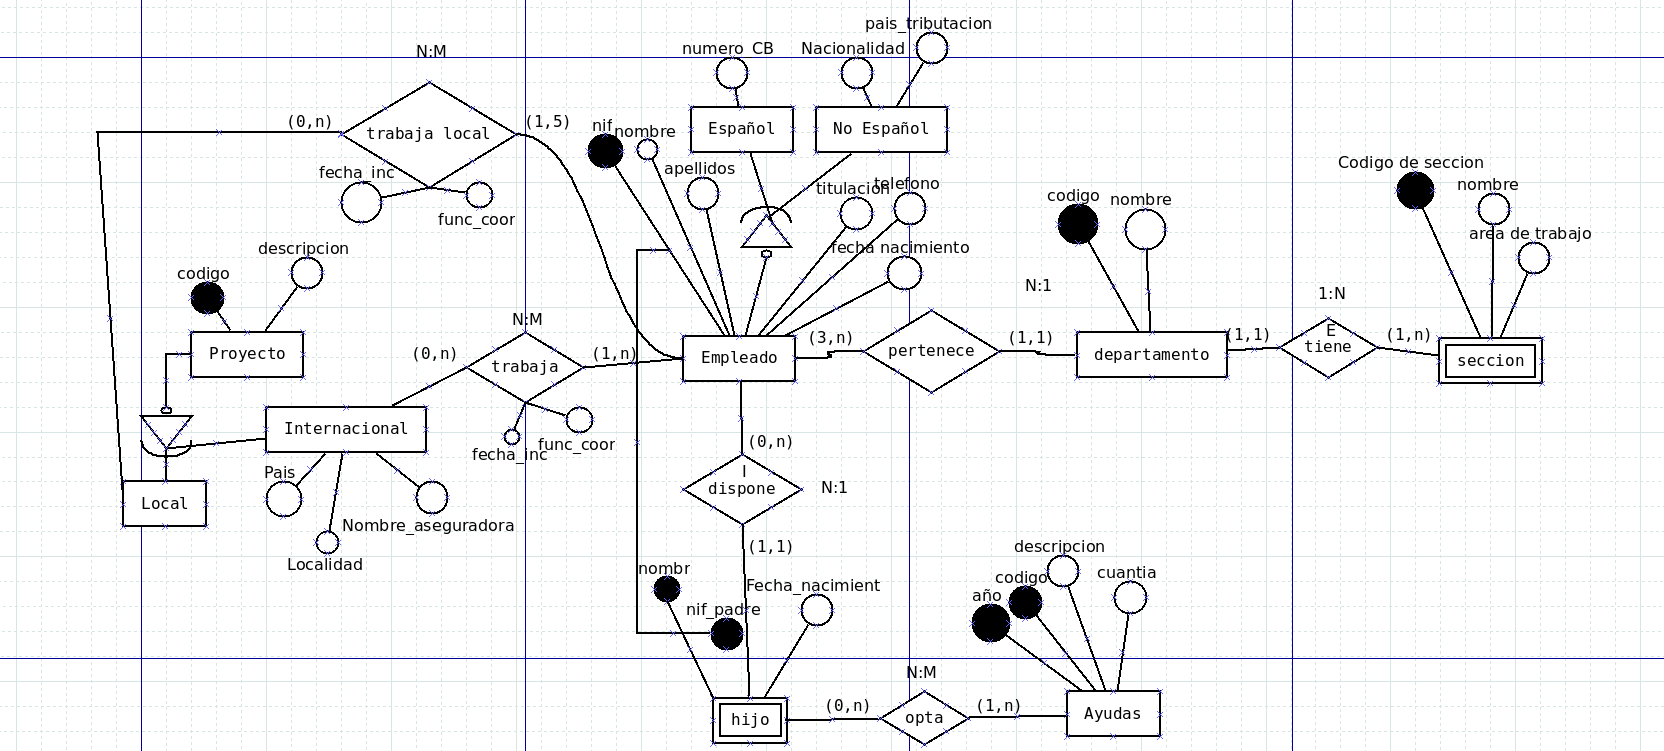 pais_tributacion
N:M
numero_CB
Nacionalidad
(0,n)
trabaja local
(1,5)
nif
nombre
Español
No Español
fecha_inc
func_coor
apellidos
titulacion
telefono
Codigo de seccion
codigo
nombre
nombre
area de trabajo
descripcion
codigo
fecha nacimiento
N:1
1:N
N:M
Proyecto
(0,n)
trabaja
(1,n)
Empleado
(3,n)
pertenece
(1,1)
departamento
(1,1)
E
tiene
(1,n)
seccion
Internacional
fecha_inc
func_coor
(0,n)
Pais
Local
Nombre_aseguradora
Localidad
I
dispone
N:1
(1,1)
nombr
Fecha_nacimient
nif_padre
descripcion
codigo
cuantia
año
N:M
hijo
(0,n)
opta
(1,n)
Ayudas